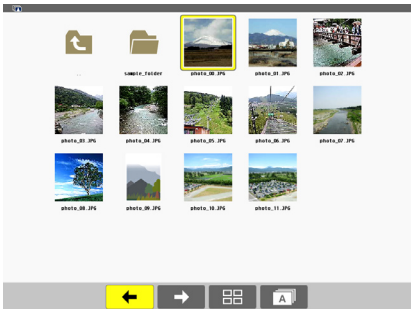 ...
sample_folder
photo_00.JPG
photo_01.JPG
photo_02.JPG
photo_03.JPG
photo_04.JPG
photo_05.JPG
photo_06.JPG
photo_07.JPG
photo_08.JPG
photo_09.JPG
photo_10.JPG
photo_11.JPG
A